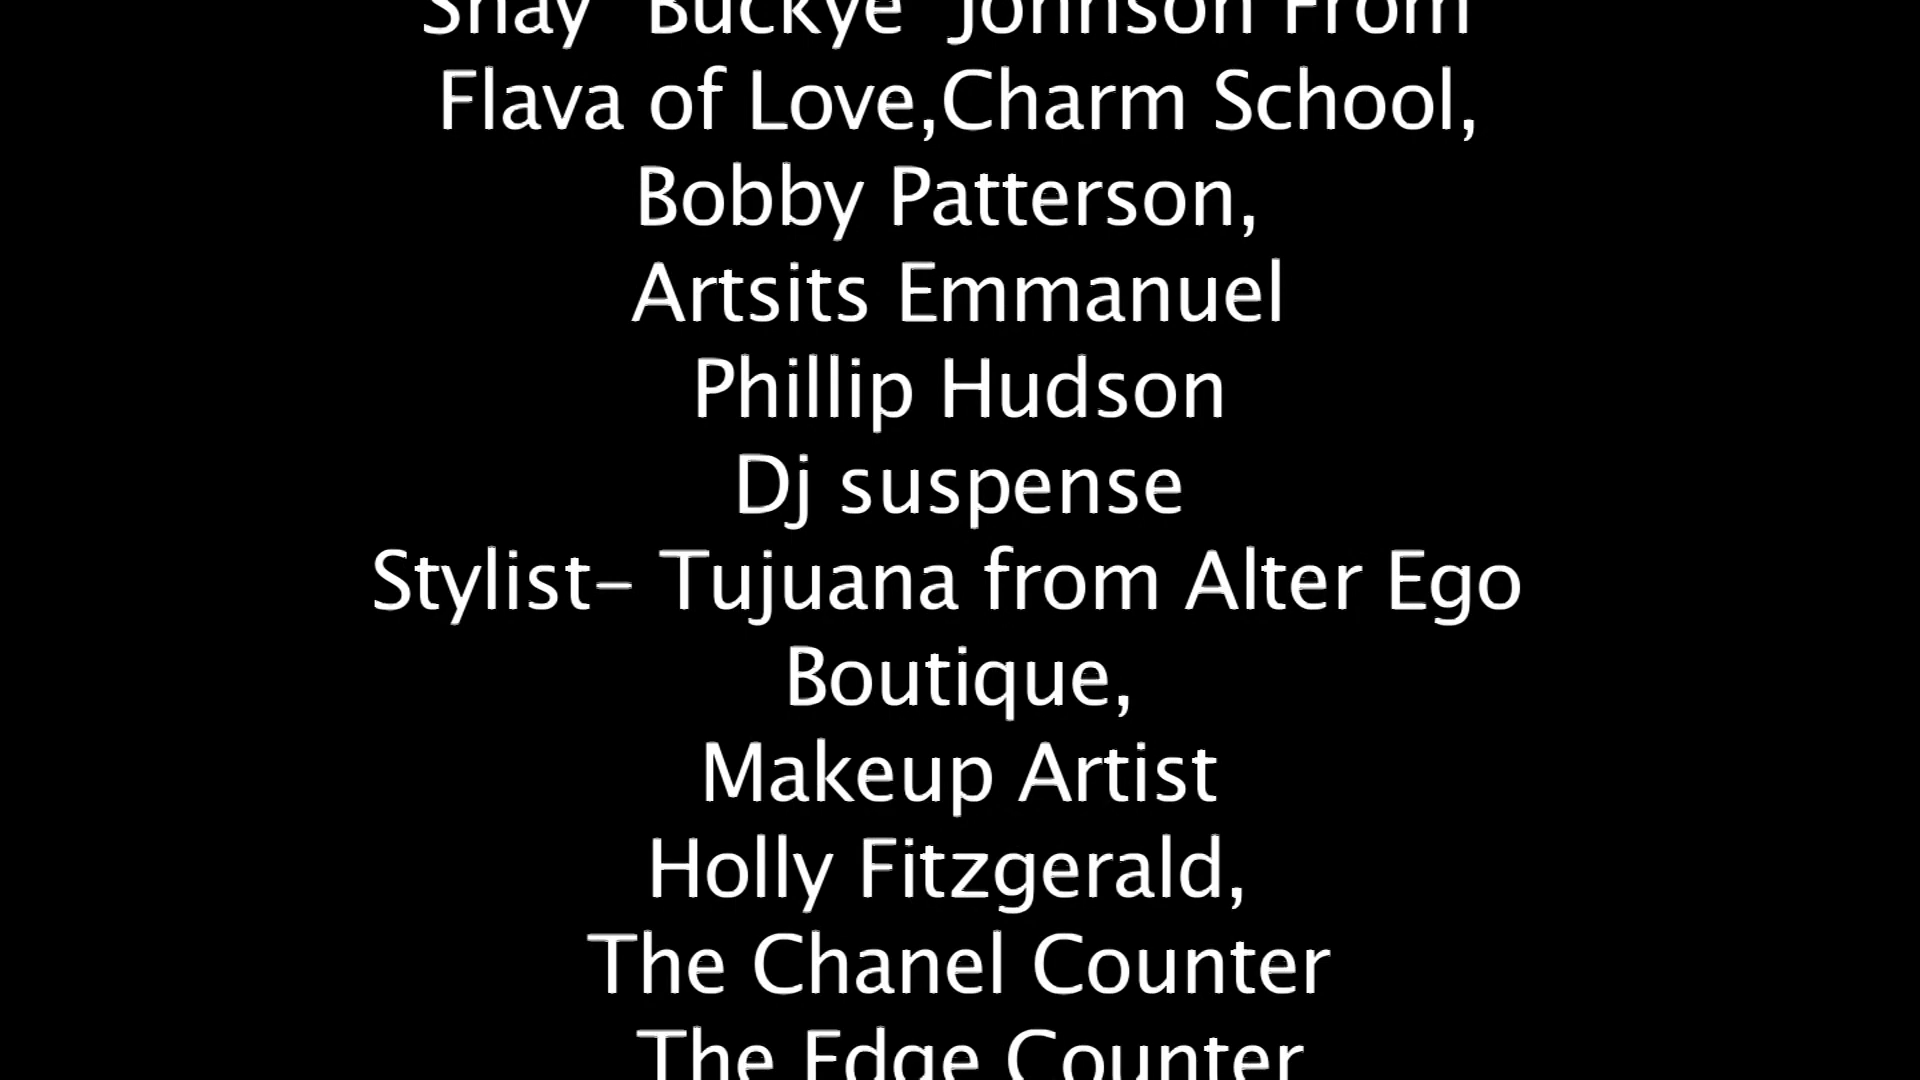 Shay "Buckye" Johnson From
Flava of Love,Charm School,
Bobby Patterson,
Artsits Emmanuel
Phillip Hudson
Dj suspense
Stylist- Tujuana from Alter Ego
Boutique,
Makeup Artist
Holly Fitzgerald,
The Chanel Counter
The Edge Counter